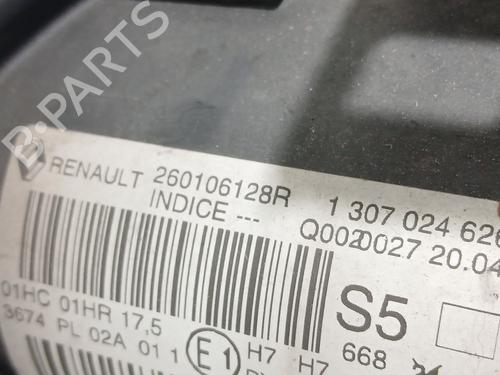 B-PARTS
RENAULT 260106128R 1 307 024 626
INDICE --- Q0020027 20.04
S5
01HC 01HR 17,5
3674 PL 02A 01 1 E1 H7 H7 668